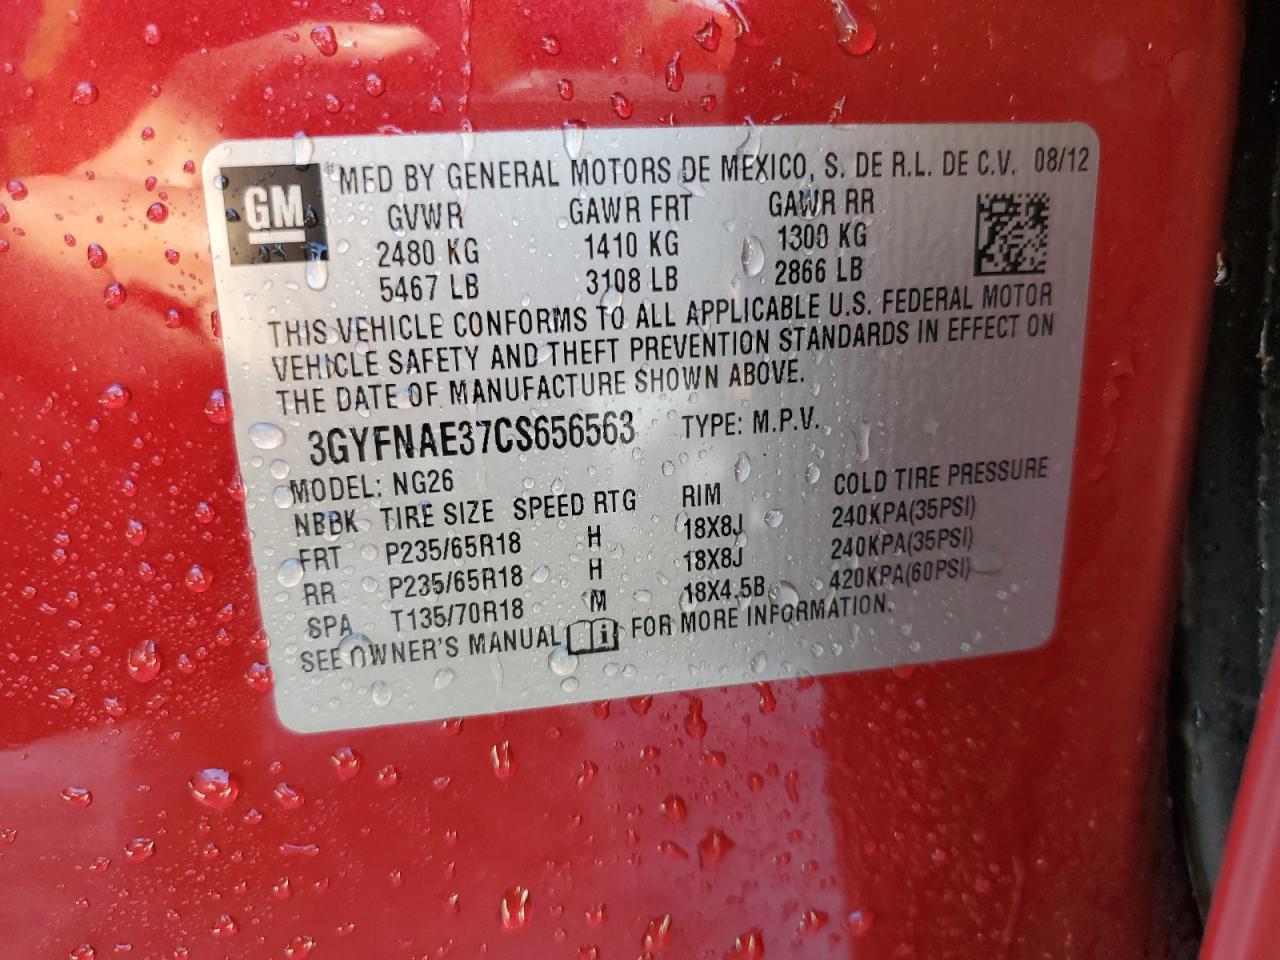 GM
MFD BY GENERAL MOTORS DE MEXICO, S. DE R.L. DE C.V. 08/12
GVWR GAWR FRT GAWR RR
2480 KG 1410 KG 1300 KG
5467 LB 3108 LB 2866 LB
THIS VEHICLE CONFORMS TO ALL APPLICABLE U.S. FEDERAL MOTOR
VEHICLE SAFETY AND THEFT PREVENTION STANDARDS IN EFFECT ON
THE DATE OF MANUFACTURE SHOWN ABOVE.
3GYFNAE37CS656563 TYPE: M.P.V.
MODEL: NG26
NBBK TIRE SIZE SPEED RTG RIM COLD TIRE PRESSURE
FRT P235/65R18 H 18X8J 240KPA(35PSI)
RR P235/65R18 H 18X8J 240KPA(35PSI)
SPA T135/70R18 M 18X4.5B 420KPA(60PSI)
SEE OWNER'S MANUAL FOR MORE INFORMATION.